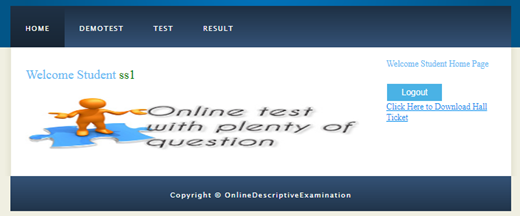 HOME DEMOTEST TEST RESULT
Welcome Student ss1
Online test
with plenty of
question
Welcome Student Home Page
Logout
Click Here to Download Hall
Ticket
Copyright © OnlineDescriptiveExamination